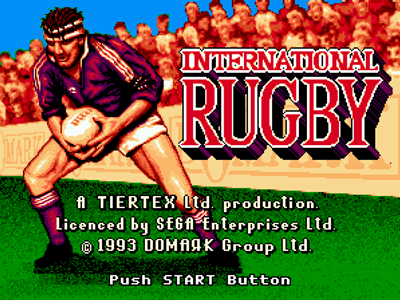 INTERNATIONAL
RUGBY
A TIERTEX Ltd. production.
Licenced by SEGA Enterprises Ltd.
© 1993 DOMARK Group Ltd.
Push START Button